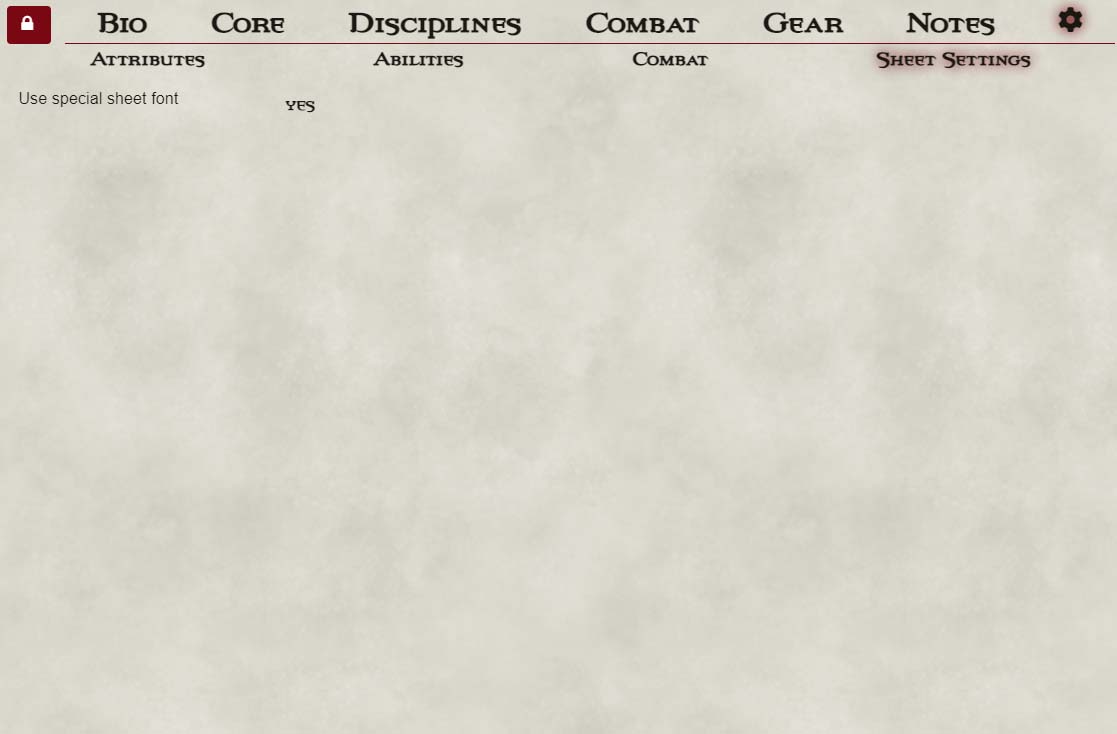 Bio Core Disciplines Combat Gear Notes
Attributes Abilities Combat Sheet Settings
Use special sheet font yes